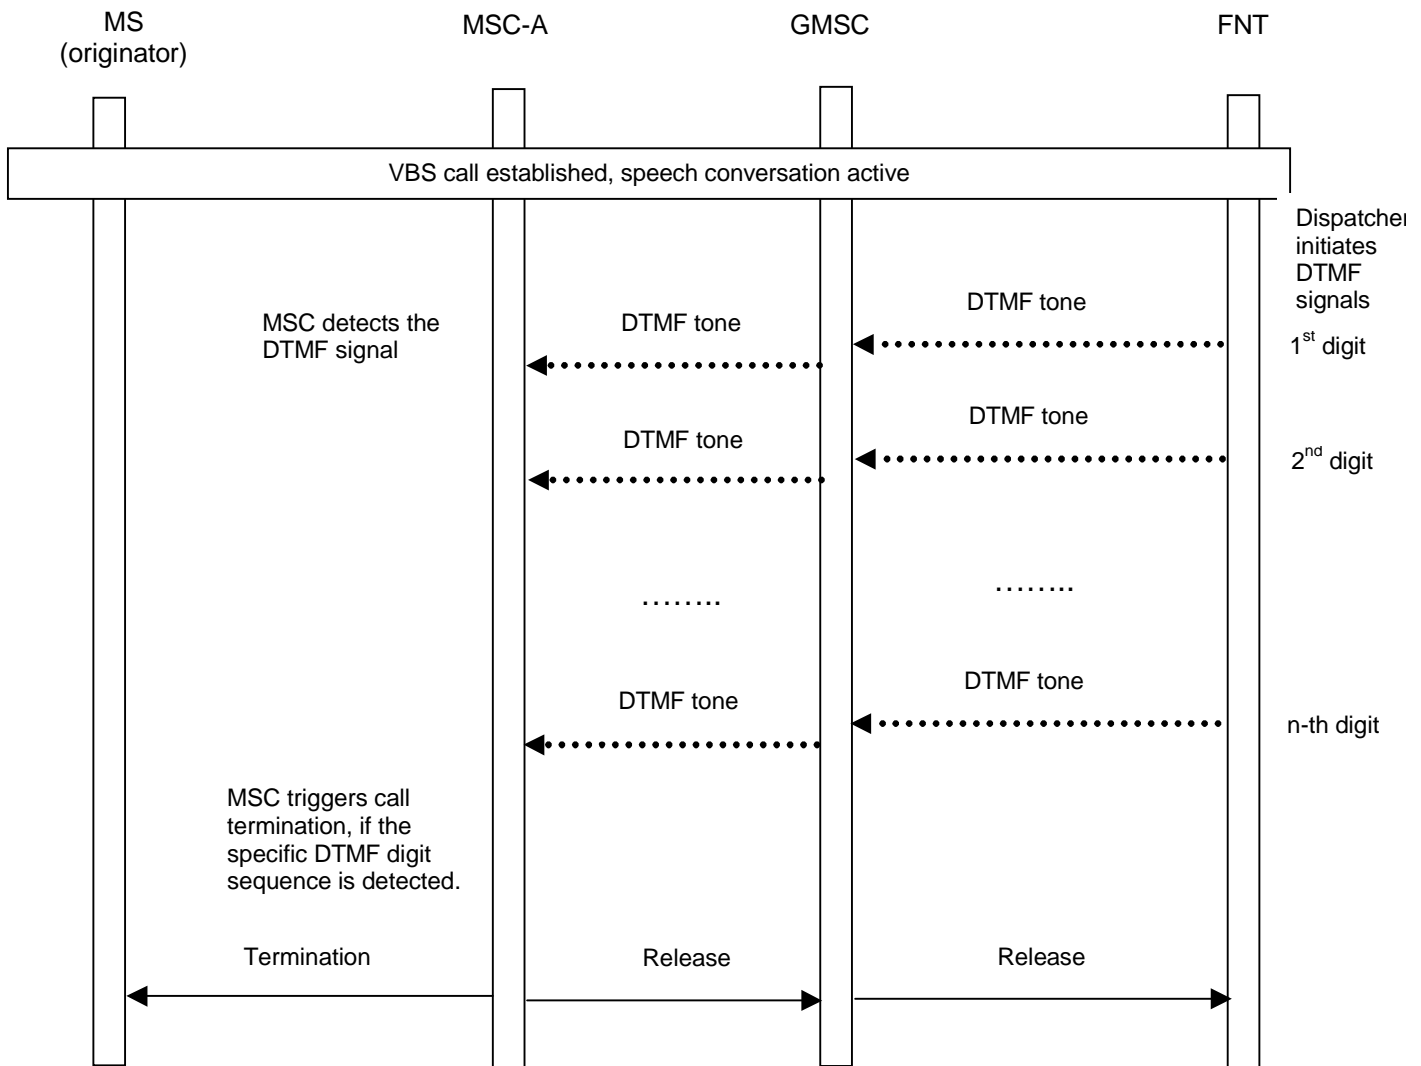 MS
(originator)
MSC-A
GMSC
FNT
VBS call established, speech conversation active
Dispatcher
initiates
DTMF
signals
MSC detects the
DTMF signal
DTMF tone
DTMF tone
1st digit
DTMF tone
DTMF tone
2nd digit
........
........
DTMF tone
DTMF tone
n-th digit
MSC triggers call
termination, if the
specific DTMF digit
sequence is detected.
Termination
Release
Release